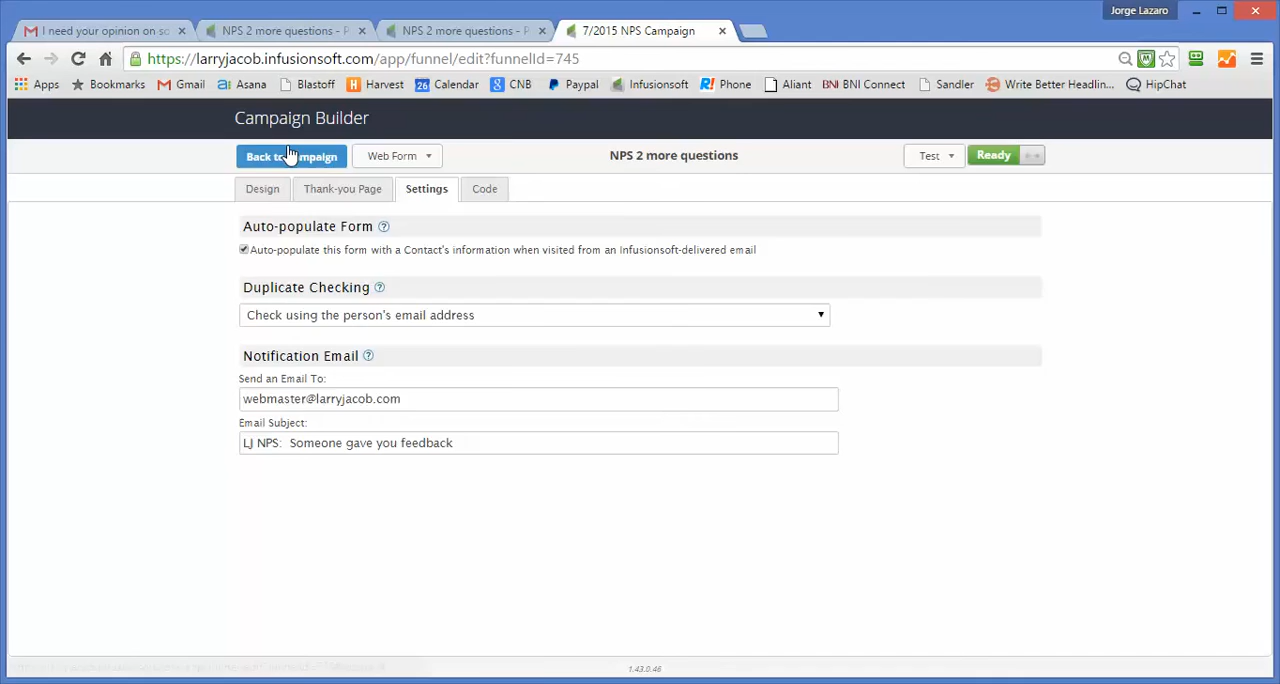 Jorge Lazaro
I need your opinion on so
NPS 2 more questions - P
NPS 2 more questions - P
7/2015 NPS Campaign
https://larryjacob.infusionsoft.com/app/funnel/edit?funnelId=745
Apps
Bookmarks
Gmail
Asana
Blastoff
Harvest
26 Calendar
CNB
Paypal
Infusionsoft
R! Phone
Aliant
BNI BNI Connect
Sandler
Write Better Headlin...
HipChat
Campaign Builder
Back to
Web Form
NPS 2 more questions
Test
Ready
Design
Thank-you Page
Settings
Code
Auto-populate Form ?
Auto-populate this form with a Contact's information when visited from an Infusionsoft-delivered email
Duplicate Checking ?
Check using the person's email address
Notification Email ?
Send an Email To:
webmaster@larryjacob.com
Email Subject:
LJ NPS: Someone gave you feedback
1.43.0.46